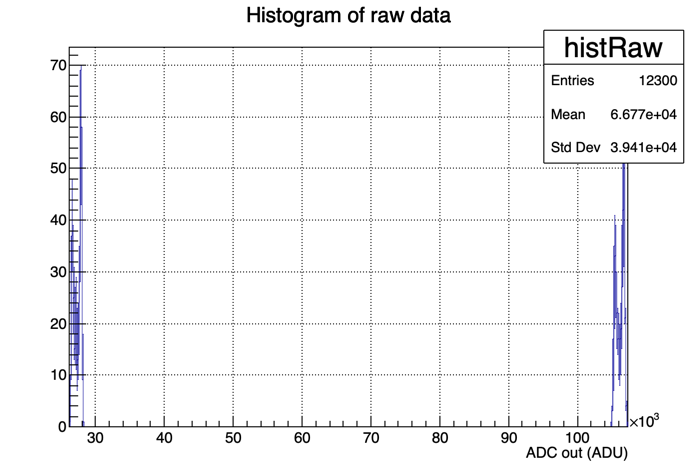 Histogram of raw data
histRaw
Entries 12300
Mean 6.677e+04
Std Dev 3.941e+04
70
60
50
40
30
20
10
0
30 40 50 60 70 80 90 100
×10³
ADC out (ADU)